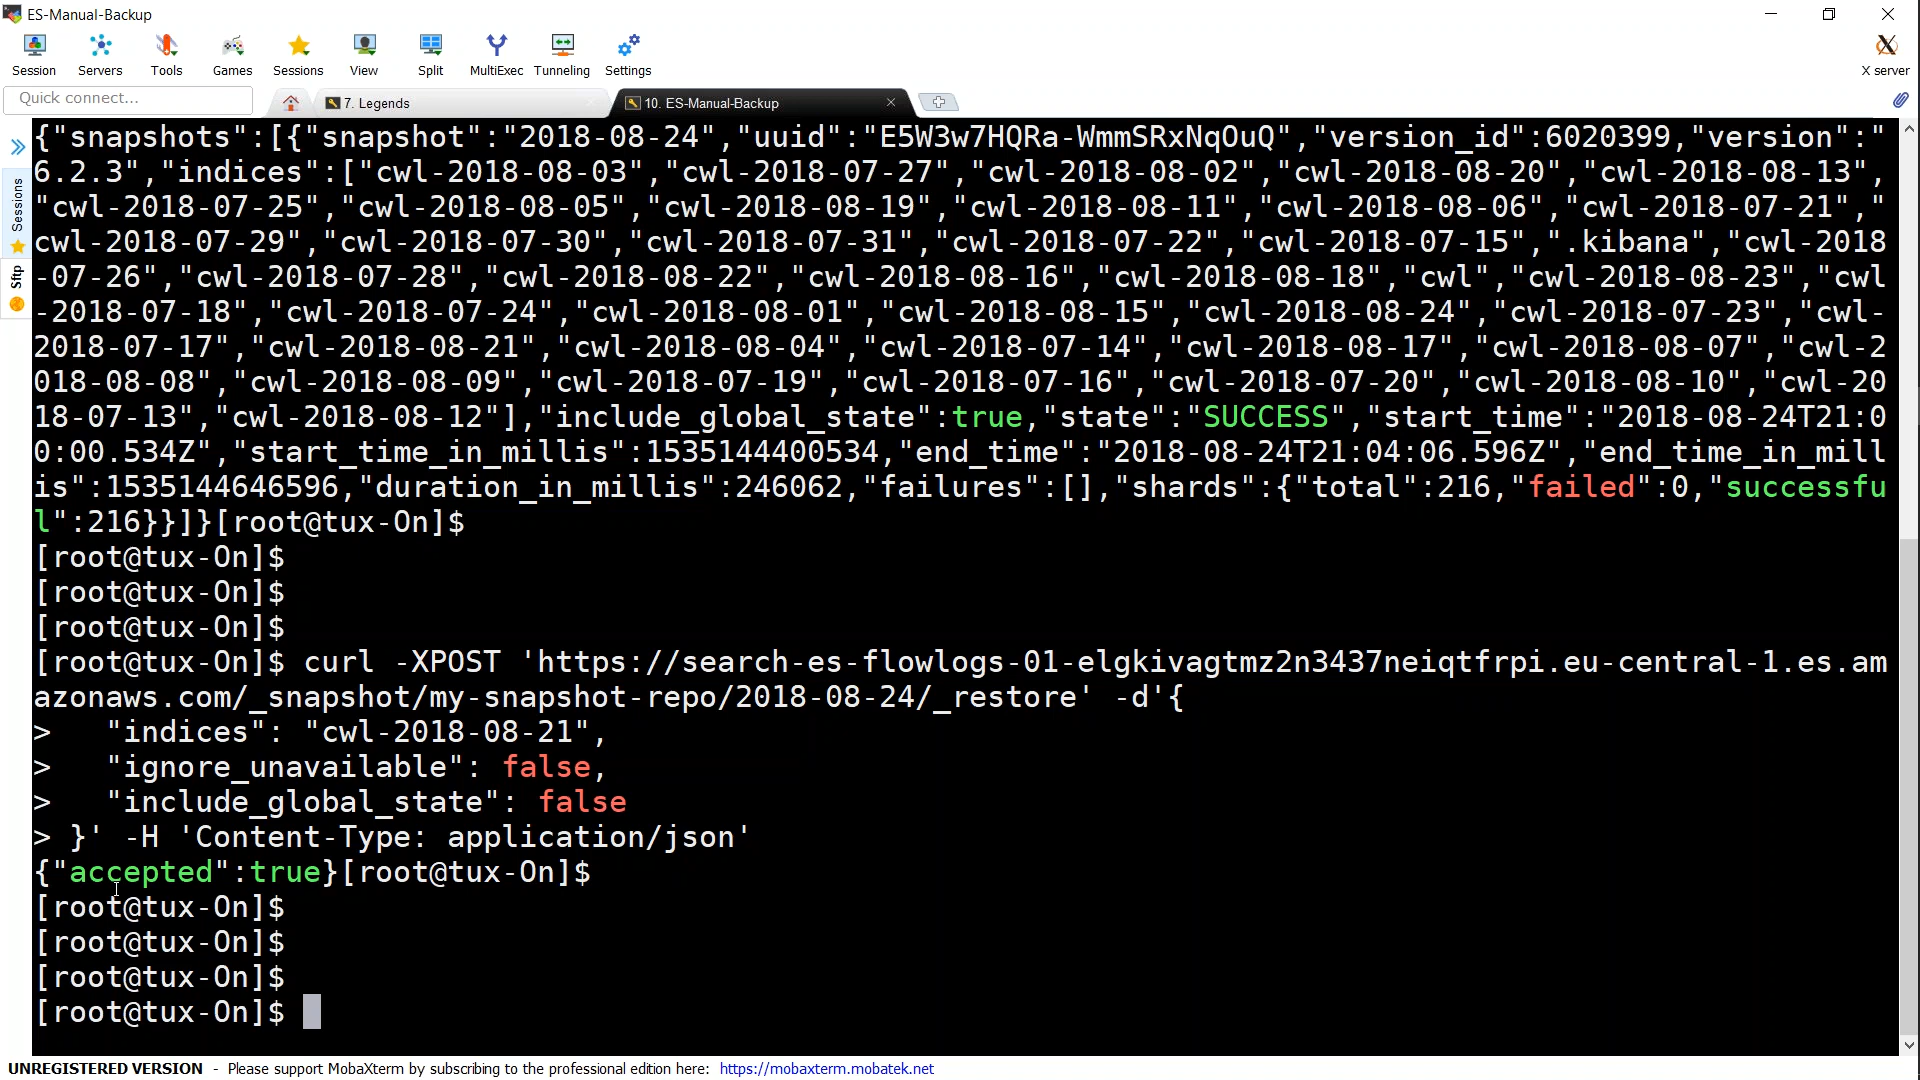 ES-Manual-Backup
Session Servers Tools Games Sessions View Split MultiExec Tunneling Settings X server
Quick connect... 7. Legends 10. ES-Manual-Backup
Sessions
Sftp
{"snapshots":[{"snapshot":"2018-08-24","uuid":"E5W3w7HQRa-WmmSRxNqOuQ","version_id":6020399,"version":"
6.2.3","indices":["cwl-2018-08-03","cwl-2018-07-27","cwl-2018-08-02","cwl-2018-08-20","cwl-2018-08-13",
"cwl-2018-07-25","cwl-2018-08-05","cwl-2018-08-19","cwl-2018-08-11","cwl-2018-08-06","cwl-2018-07-21","
cwl-2018-07-29","cwl-2018-07-30","cwl-2018-07-31","cwl-2018-07-22","cwl-2018-07-15",".kibana","cwl-2018
-07-26","cwl-2018-07-28","cwl-2018-08-22","cwl-2018-08-16","cwl-2018-08-18","cwl","cwl-2018-08-23","cwl
-2018-07-18","cwl-2018-07-24","cwl-2018-08-01","cwl-2018-08-15","cwl-2018-08-24","cwl-2018-07-23","cwl-
2018-07-17","cwl-2018-08-21","cwl-2018-08-04","cwl-2018-07-14","cwl-2018-08-17","cwl-2018-08-07","cwl-2
018-08-08","cwl-2018-08-09","cwl-2018-07-19","cwl-2018-07-16","cwl-2018-07-20","cwl-2018-08-10","cwl-20
18-07-13","cwl-2018-08-12"],"include_global_state":true,"state":"SUCCESS","start_time":"2018-08-24T21:0
0:00.534Z","start_time_in_millis":1535144400534,"end_time":"2018-08-24T21:04:06.596Z","end_time_in_mill
is":1535144646596,"duration_in_millis":246062,"failures":[],"shards":{"total":216,"failed":0,"successfu
l":216}}]}[root@tux-On]$
[root@tux-On]$
[root@tux-On]$
[root@tux-On]$
[root@tux-On]$ curl -XPOST 'https://search-es-flowlogs-01-elgkivagtmz2n3437neiqtfrpi.eu-central-1.es.am
azonaws.com/_snapshot/my-snapshot-repo/2018-08-24/_restore' -d'{
>   "indices": "cwl-2018-08-21",
>   "ignore_unavailable": false,
>   "include_global_state": false
> }' -H 'Content-Type: application/json'
{"accepted":true}[root@tux-On]$
[root@tux-On]$
[root@tux-On]$
[root@tux-On]$
[root@tux-On]$
UNREGISTERED VERSION - Please support MobaXterm by subscribing to the professional edition here: https://mobaxterm.mobatek.net